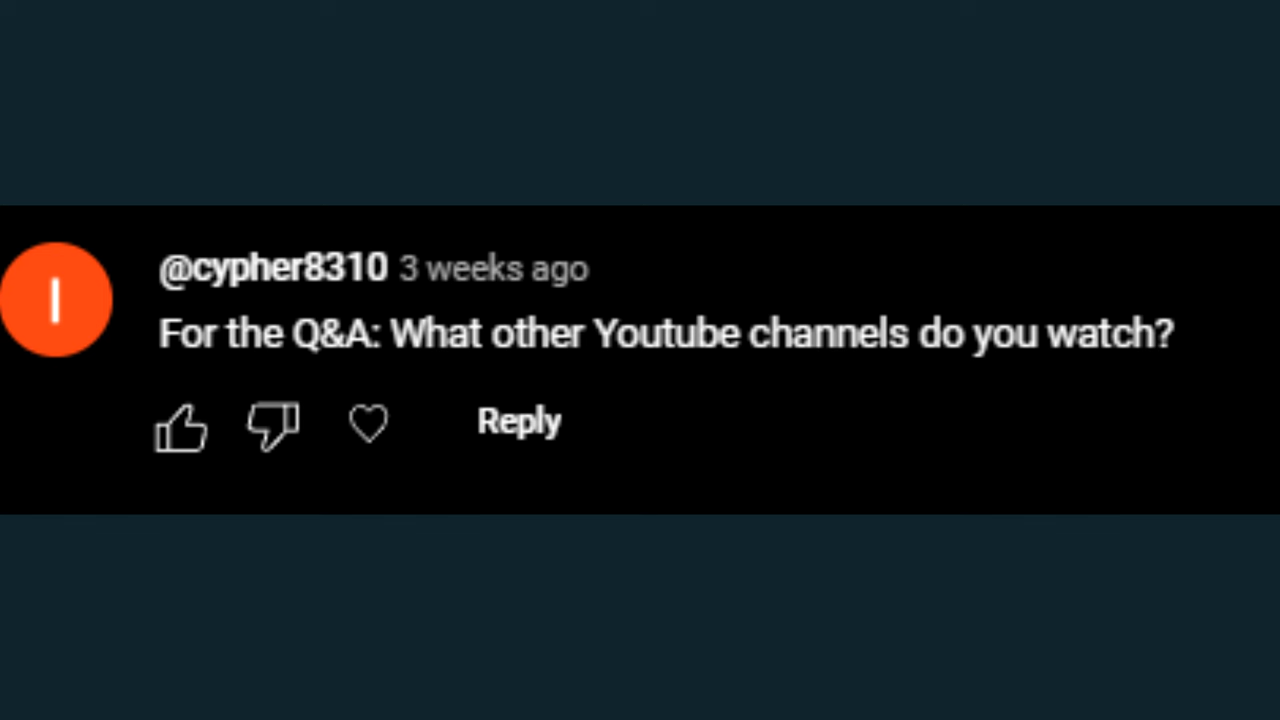 I
@cypher8310 3 weeks ago
For the Q&A: What other Youtube channels do you watch?
Reply